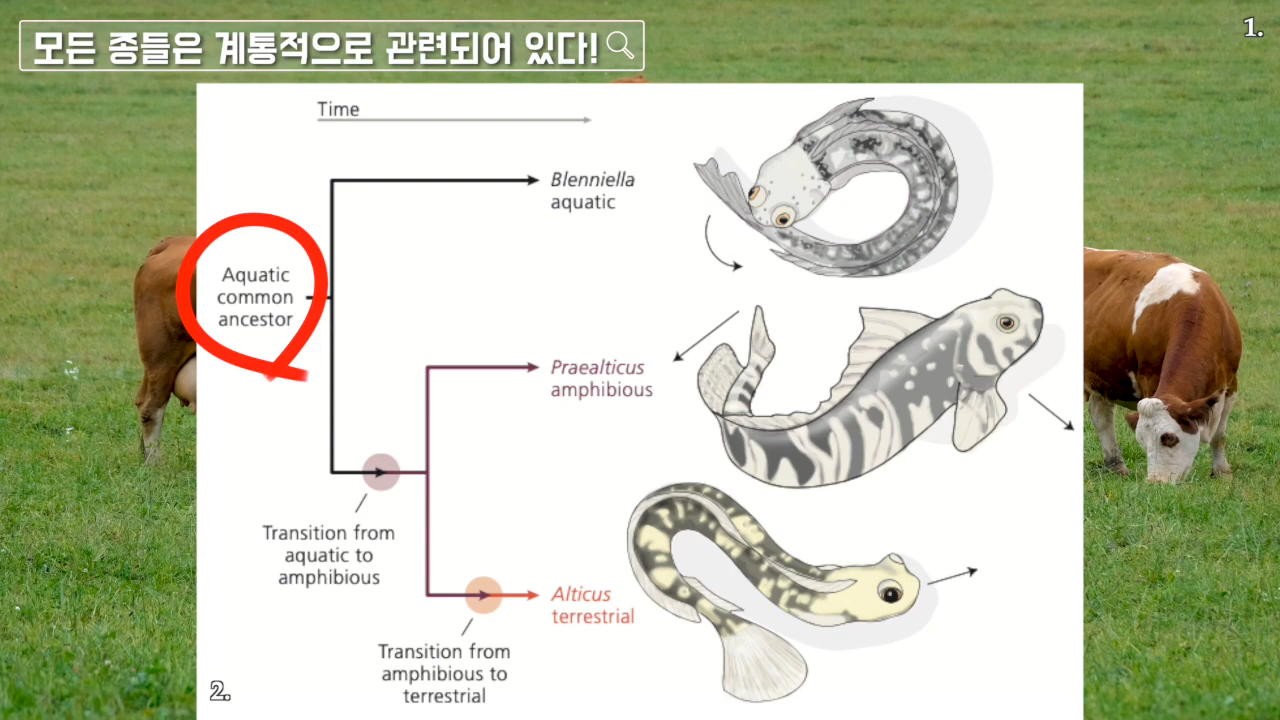 모든 종들은 계통적으로 관련되어 있다!
1.
Time
Blenniella
aquatic
Aquatic
common
ancestor
Praealticus
amphibious
Transition from
aquatic to
amphibious
Alticus
terrestrial
Transition from
amphibious to
terrestrial
2.